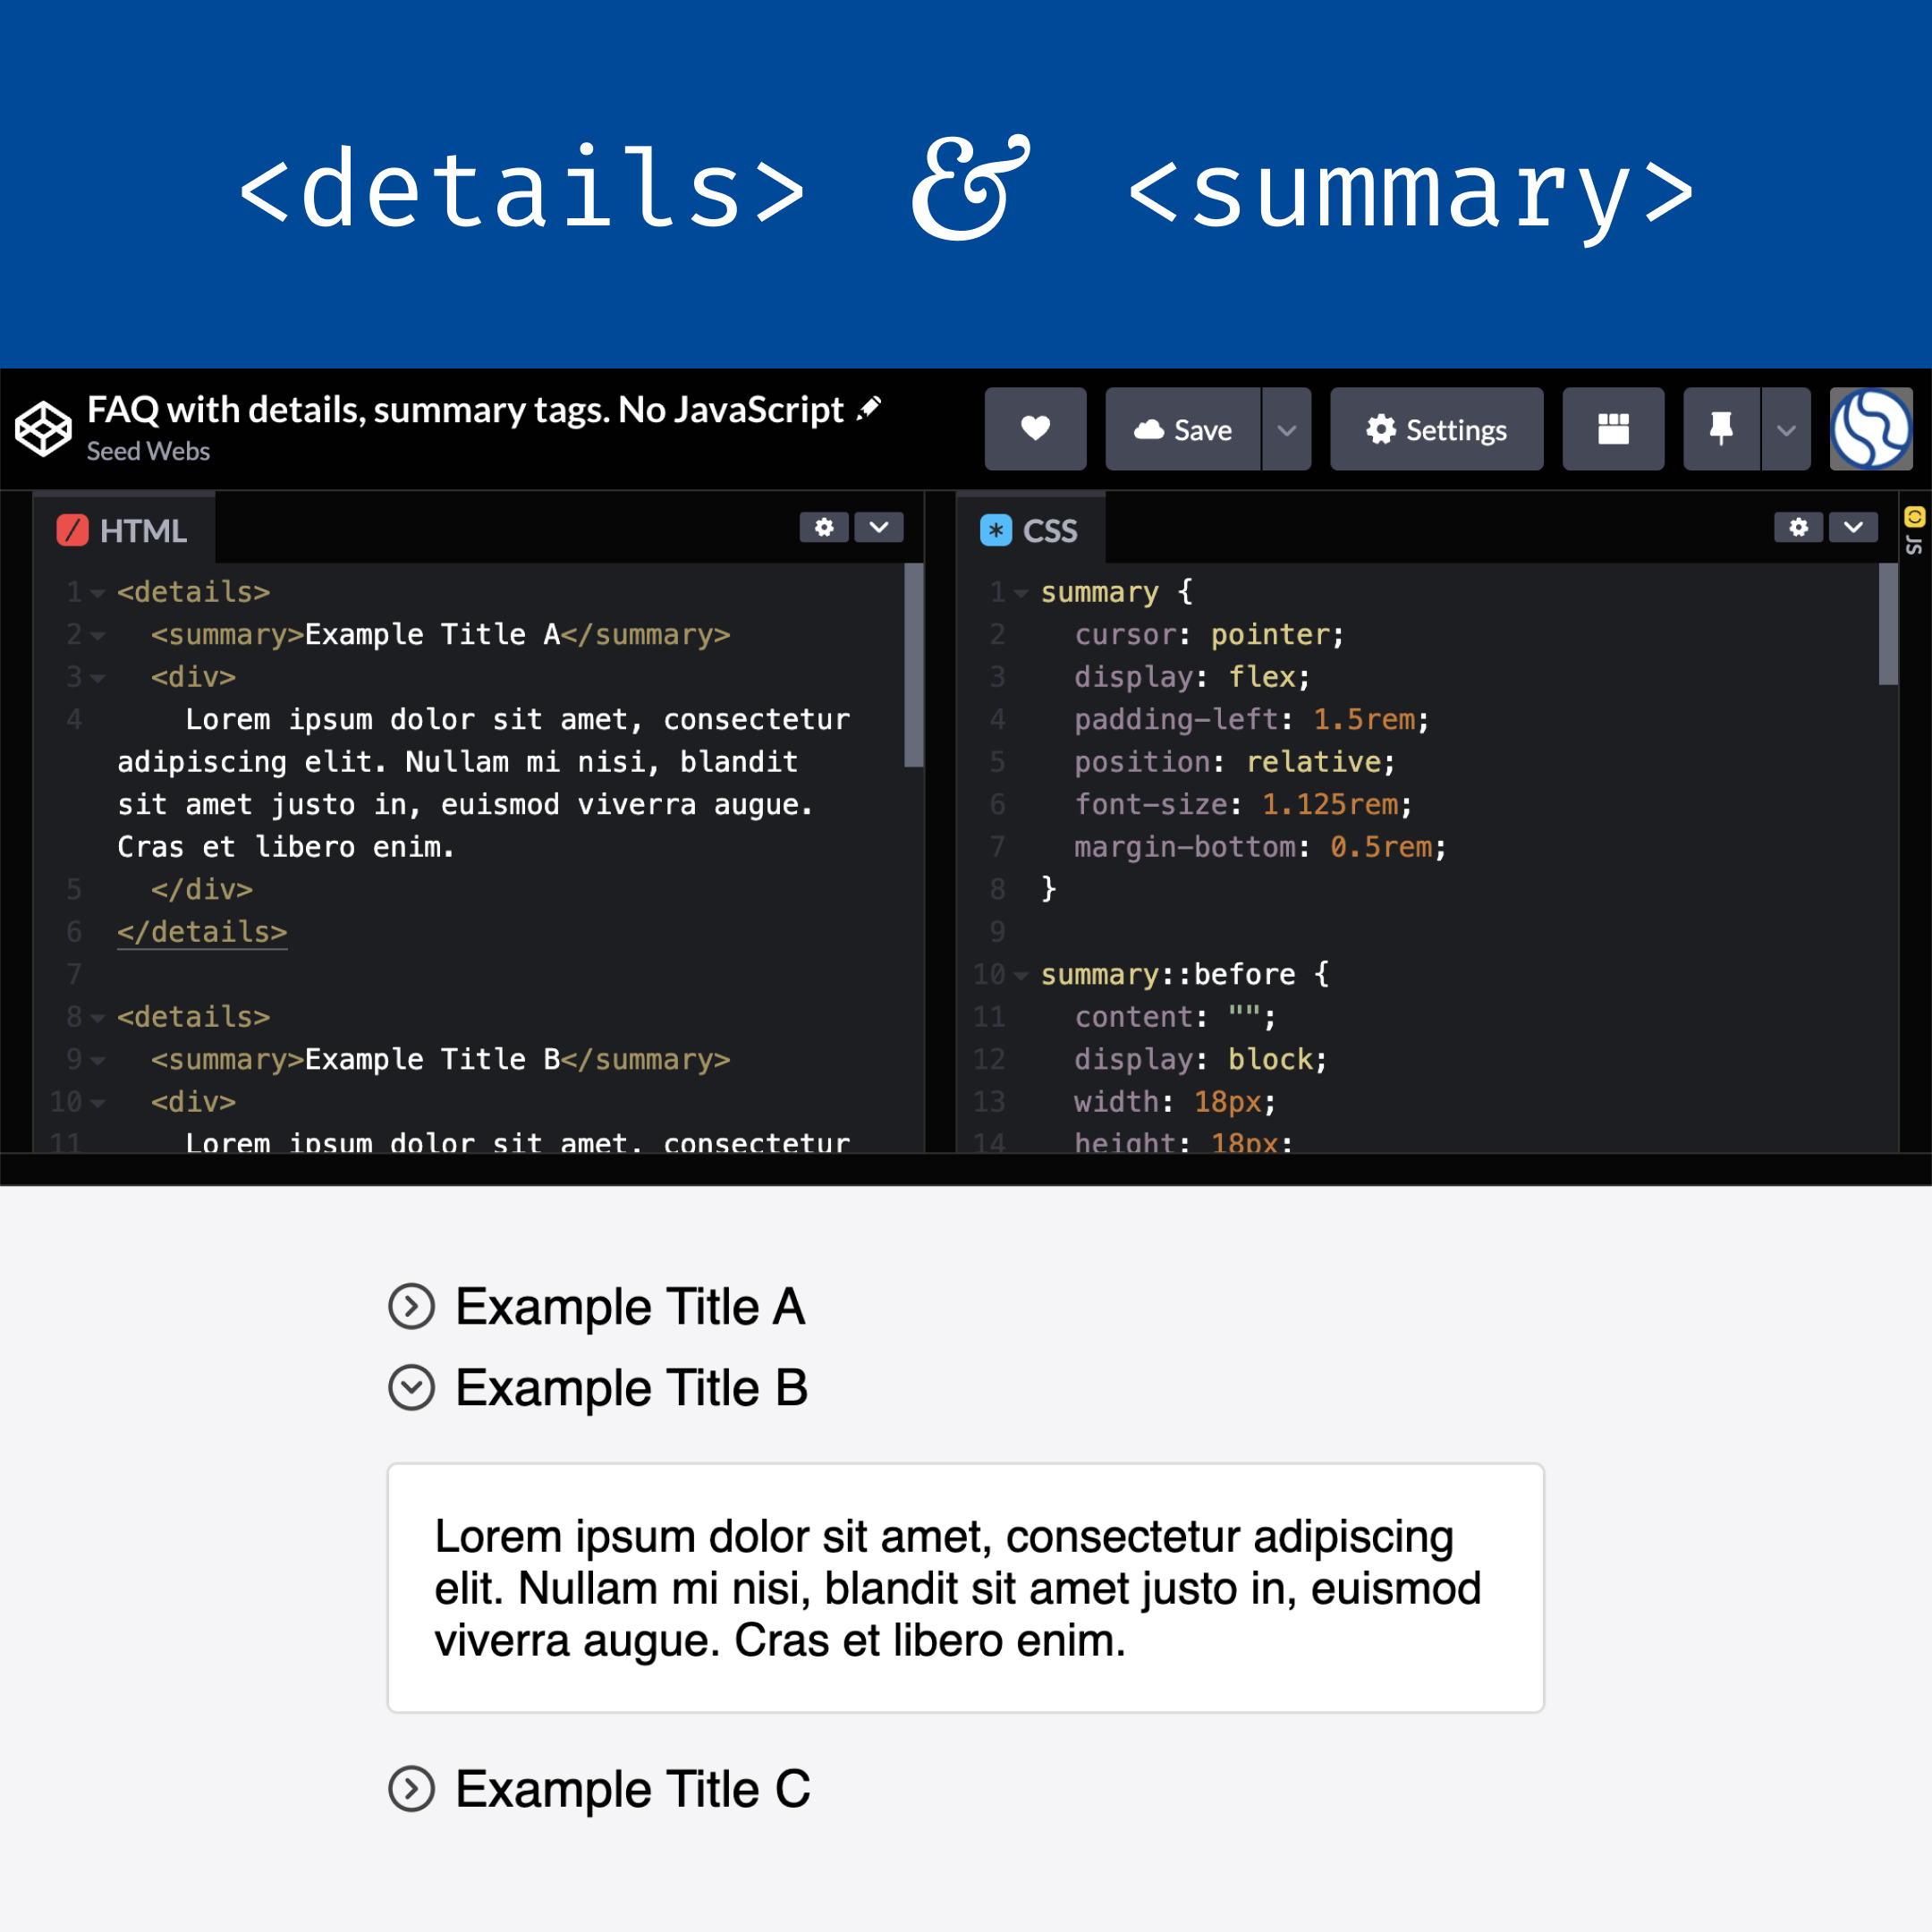 <details> & <summary>
FAQ with details, summary tags. No JavaScript
Seed Webs
Save
Settings
HTML
1 <details>
2 <summary>Example Title A</summary>
3 <div>
4 Lorem ipsum dolor sit amet, consectetur
adipiscing elit. Nullam mi nisi, blandit
sit amet justo in, euismod viverra augue.
Cras et libero enim.
5 </div>
6 </details>
7
8 <details>
9 <summary>Example Title B</summary>
10 <div>
11 Lorem ipsum dolor sit amet, consectetur
CSS
1 summary {
2 cursor: pointer;
3 display: flex;
4 padding-left: 1.5rem;
5 position: relative;
6 font-size: 1.125rem;
7 margin-bottom: 0.5rem;
8 }
9
10 summary::before {
11 content: "";
12 display: block;
13 width: 18px;
14 height: 18px;
JS
Example Title A
Example Title B
Lorem ipsum dolor sit amet, consectetur adipiscing
elit. Nullam mi nisi, blandit sit amet justo in, euismod
viverra augue. Cras et libero enim.
Example Title C